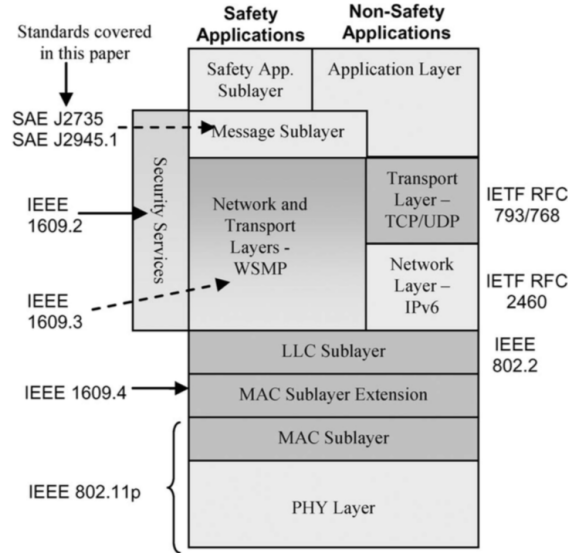 Safety
Applications
Non-Safety
Applications
Standards covered
in this paper
Safety App.
Sublayer
Application Layer
SAE J2735
SAE J2945.1
Message Sublayer
Security Services
IEEE
1609.2
Network and
Transport
Layers -
WSMP
Transport
Layer –
TCP/UDP
IETF RFC
793/768
IEEE
1609.3
Network
Layer –
IPv6
IETF RFC
2460
LLC Sublayer
IEEE
802.2
IEEE 1609.4
MAC Sublayer Extension
MAC Sublayer
IEEE 802.11p
PHY Layer